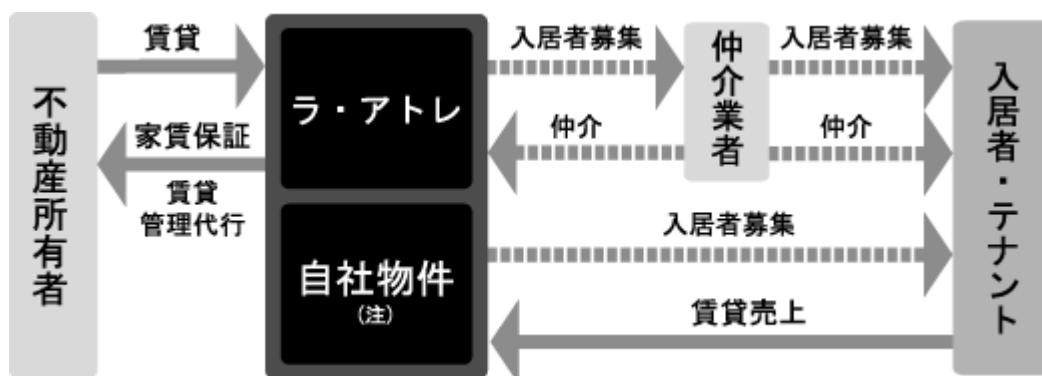 不動産所有者
賃貸
家賃保証
賃貸
管理代行
ラ・アトレ
自社物件
(注)
入居者募集
仲介
仲介業者
入居者募集
仲介
入居者募集
賃貸売上
入居者・テナント